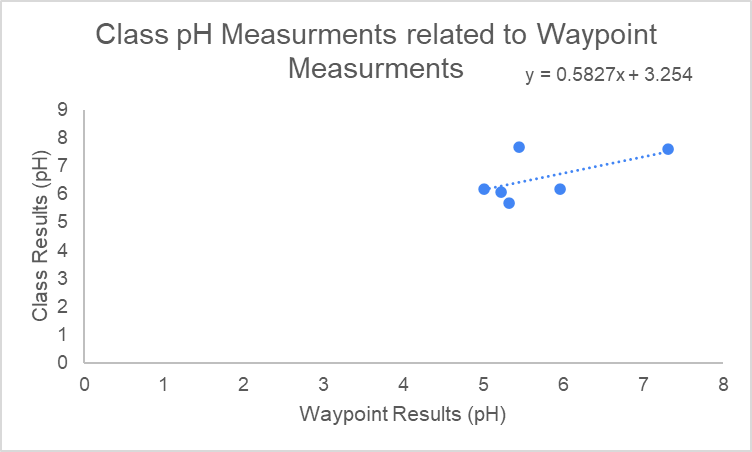 Class pH Measurments related to Waypoint
Measurments
y = 0.5827x + 3.254
9
8
7
6
5
4
3
2
1
0
Class Results (pH)
0 1 2 3 4 5 6 7 8
Waypoint Results (pH)